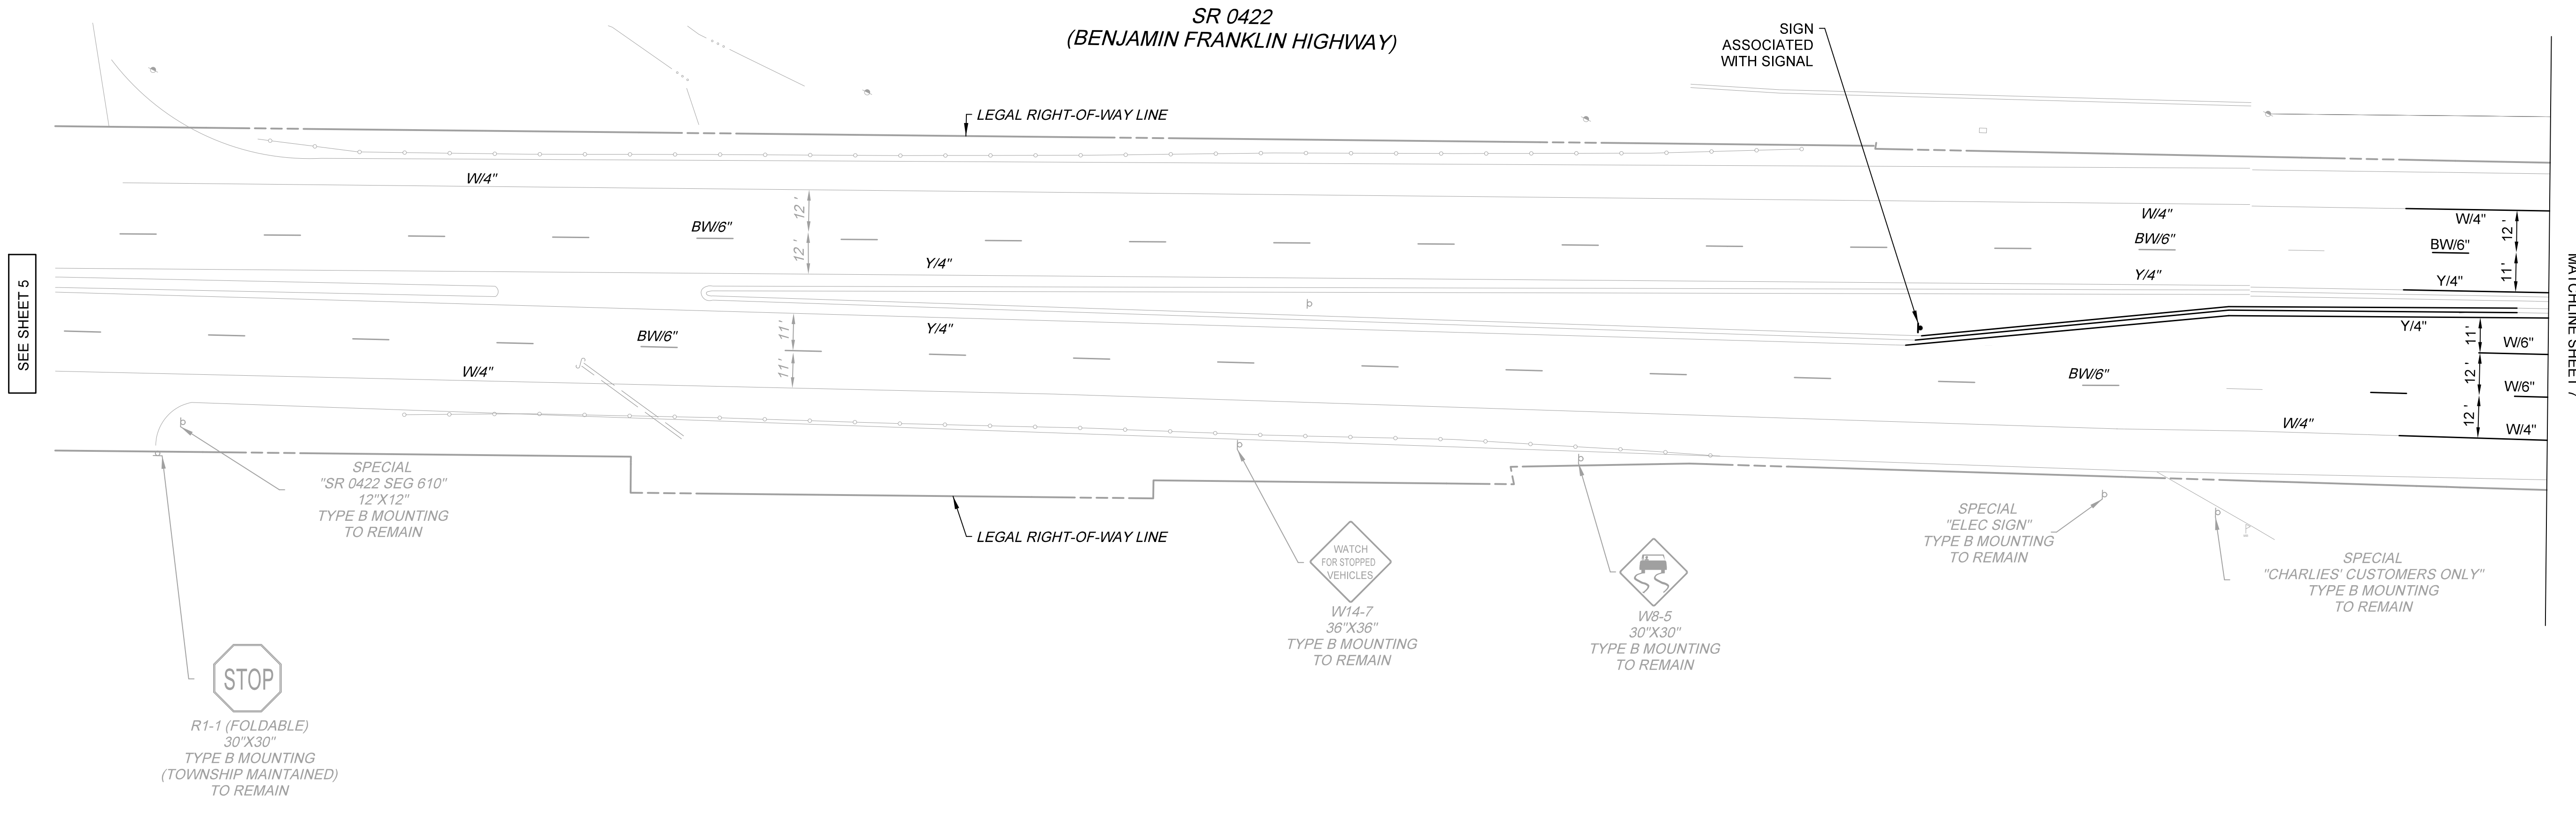 SR 0422
(BENJAMIN FRANKLIN HIGHWAY)
SIGN
ASSOCIATED
WITH SIGNAL
LEGAL RIGHT-OF-WAY LINE
W/4"
BW/6"
12 '
12 '
Y/4"
W/4"
BW/6"
Y/4"
W/4"
BW/6"
Y/4"
12 '
11'
SEE SHEET 5
MATCHLINE SHEET 7
BW/6"
Y/4"
11'
11'
W/4"
BW/6"
Y/4"
11'
12 '
12 '
W/6"
W/6"
W/4"
W/4"
SPECIAL
"SR 0422 SEG 610"
12"X12"
TYPE B MOUNTING
TO REMAIN
LEGAL RIGHT-OF-WAY LINE
WATCH
FOR STOPPED
VEHICLES
W14-7
36"X36"
TYPE B MOUNTING
TO REMAIN
W8-5
30"X30"
TYPE B MOUNTING
TO REMAIN
SPECIAL
"ELEC SIGN"
TYPE B MOUNTING
TO REMAIN
SPECIAL
"CHARLIES' CUSTOMERS ONLY"
TYPE B MOUNTING
TO REMAIN
STOP
R1-1 (FOLDABLE)
30"X30"
TYPE B MOUNTING
(TOWNSHIP MAINTAINED)
TO REMAIN